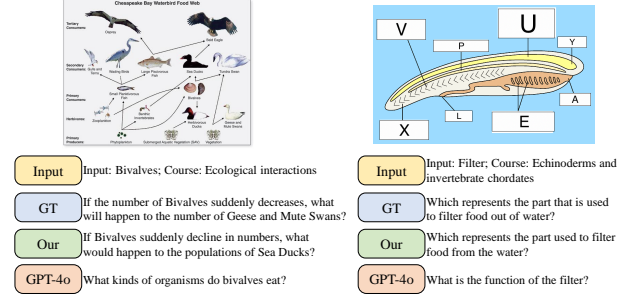 Chesapeake Bay Waterbird Food Web
Tertiary
Consumers
Osprey
Bald Eagle
Secondary
Consumers
Gulls and
Terns
Wading Birds
Large Piscivorous
Fish
Sea Ducks
Tundra Swan
Primary
Consumers
Small Planktivorous
Fish
Bivalves
Herbivores
Zooplankton
Benthic
Invertebrates
Herbivorous
Ducks
Geese and
Mute Swans
Primary
Producers
Phytoplankton
Submerged Aquatic Vegetation (SAV)
Vegetation
V
P
U
Y
X
L
E
A
Input
Input: Bivalves; Course: Ecological interactions
GT
If the number of Bivalves suddenly decreases, what
will happen to the number of Geese and Mute Swans?
Our
If Bivalves suddenly decline in numbers, what
would happen to the populations of Sea Ducks?
GPT-4o
What kinds of organisms do bivalves eat?
Input
Input: Filter; Course: Echinoderms and
invertebrate chordates
GT
Which represents the part that is used
to filter food out of water?
Our
Which represents the part used to filter
food from the water?
GPT-4o
What is the function of the filter?